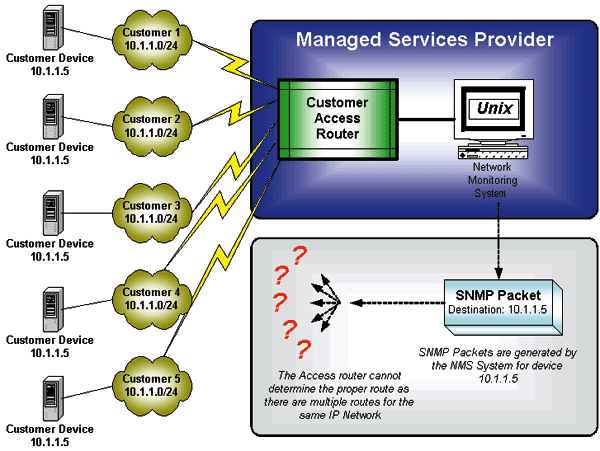 Customer 1
10.1.1.0/24
Customer Device
10.1.1.5
Customer 2
10.1.1.0/24
Customer Device
10.1.1.5
Customer 3
10.1.1.0/24
Customer Device
10.1.1.5
Customer 4
10.1.1.0/24
Customer Device
10.1.1.5
Customer 5
10.1.1.0/24
Customer Device
10.1.1.5
Managed Services Provider
Customer
Access
Router
Unix
Network
Monitoring
System
?
?
?
?
?
SNMP Packet
Destination: 10.1.1.5
SNMP Packets are generated by
the NMS System for device
10.1.1.5
The Access router cannot
determine the proper route as
there are multiple routes for the
same IP Network